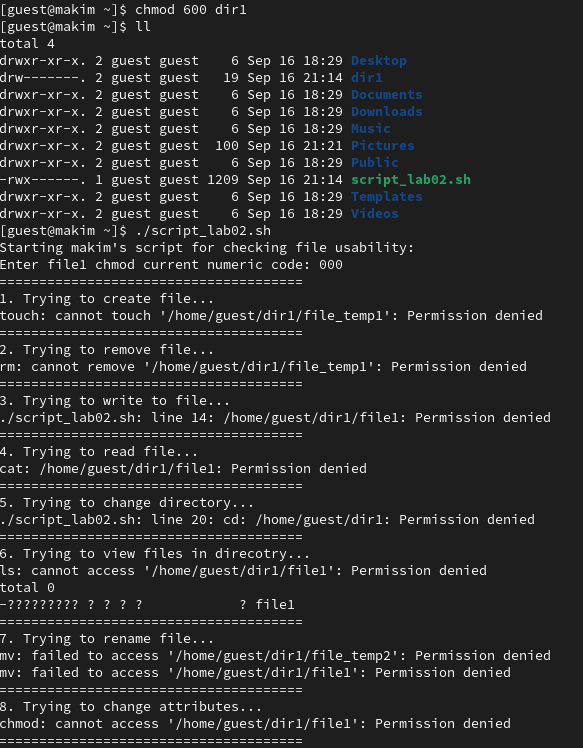 [guest@makim ~]$ chmod 600 dir1
[guest@makim ~]$ ll
total 4
drwxr-xr-x. 2 guest guest    6 Sep 16 18:29 Desktop
drw-------. 2 guest guest   19 Sep 16 21:14 dir1
drwxr-xr-x. 2 guest guest    6 Sep 16 18:29 Documents
drwxr-xr-x. 2 guest guest    6 Sep 16 18:29 Downloads
drwxr-xr-x. 2 guest guest    6 Sep 16 18:29 Music
drwxr-xr-x. 2 guest guest  100 Sep 16 21:21 Pictures
drwxr-xr-x. 2 guest guest    6 Sep 16 18:29 Public
-rwx------. 1 guest guest 1209 Sep 16 21:14 script_lab02.sh
drwxr-xr-x. 2 guest guest    6 Sep 16 18:29 Templates
drwxr-xr-x. 2 guest guest    6 Sep 16 18:29 Videos
[guest@makim ~]$ ./script_lab02.sh
Starting makim's script for checking file usability:
Enter file1 chmod current numeric code: 000
======================================
1. Trying to create file...
touch: cannot touch '/home/guest/dir1/file_temp1': Permission denied
======================================
2. Trying to remove file...
rm: cannot remove '/home/guest/dir1/file_temp1': Permission denied
======================================
3. Trying to write to file...
./script_lab02.sh: line 14: /home/guest/dir1/file1: Permission denied
======================================
4. Trying to read file...
cat: /home/guest/dir1/file1: Permission denied
======================================
5. Trying to change directory...
./script_lab02.sh: line 20: cd: /home/guest/dir1: Permission denied
======================================
6. Trying to view files in direcotry...
ls: cannot access '/home/guest/dir1/file1': Permission denied
total 0
-????????? ? ? ? ?            ? file1
======================================
7. Trying to rename file...
mv: failed to access '/home/guest/dir1/file_temp2': Permission denied
mv: failed to access '/home/guest/dir1/file1': Permission denied
======================================
8. Trying to change attributes...
chmod: cannot access '/home/guest/dir1/file1': Permission denied
======================================